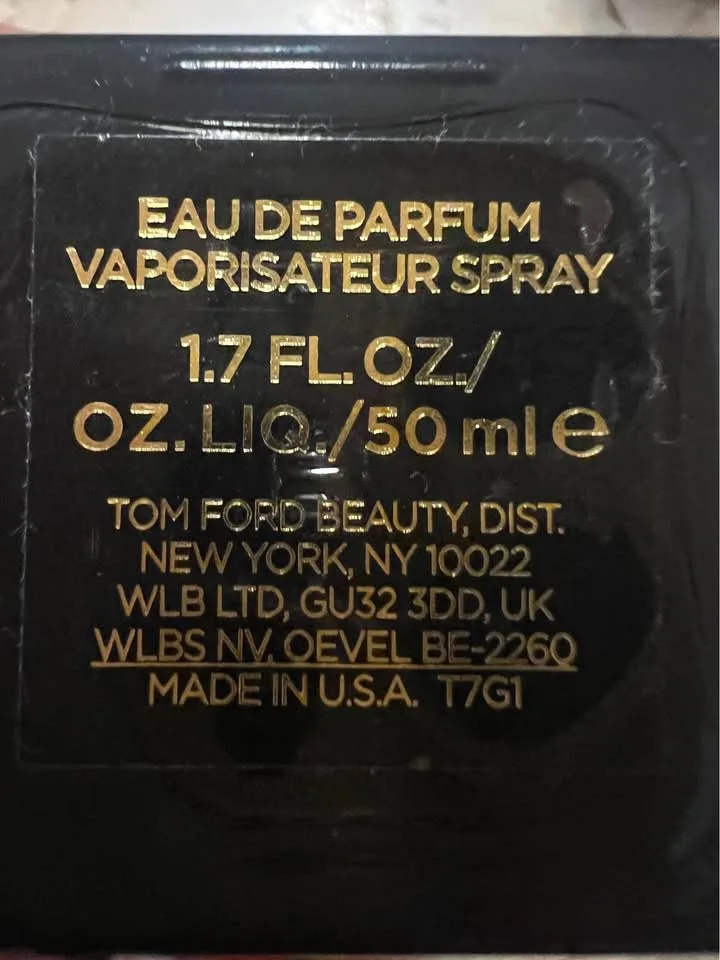 EAU DE PARFUM
VAPORISATEUR SPRAY
1.7 FL. OZ./
OZ. LIQ./50 ml e
TOM FORD BEAUTY, DIST.
NEW YORK, NY 10022
WLB LTD, GU32 3DD, UK
WLBS NV, OEVEL BE-2260
MADE IN U.S.A. T7G1